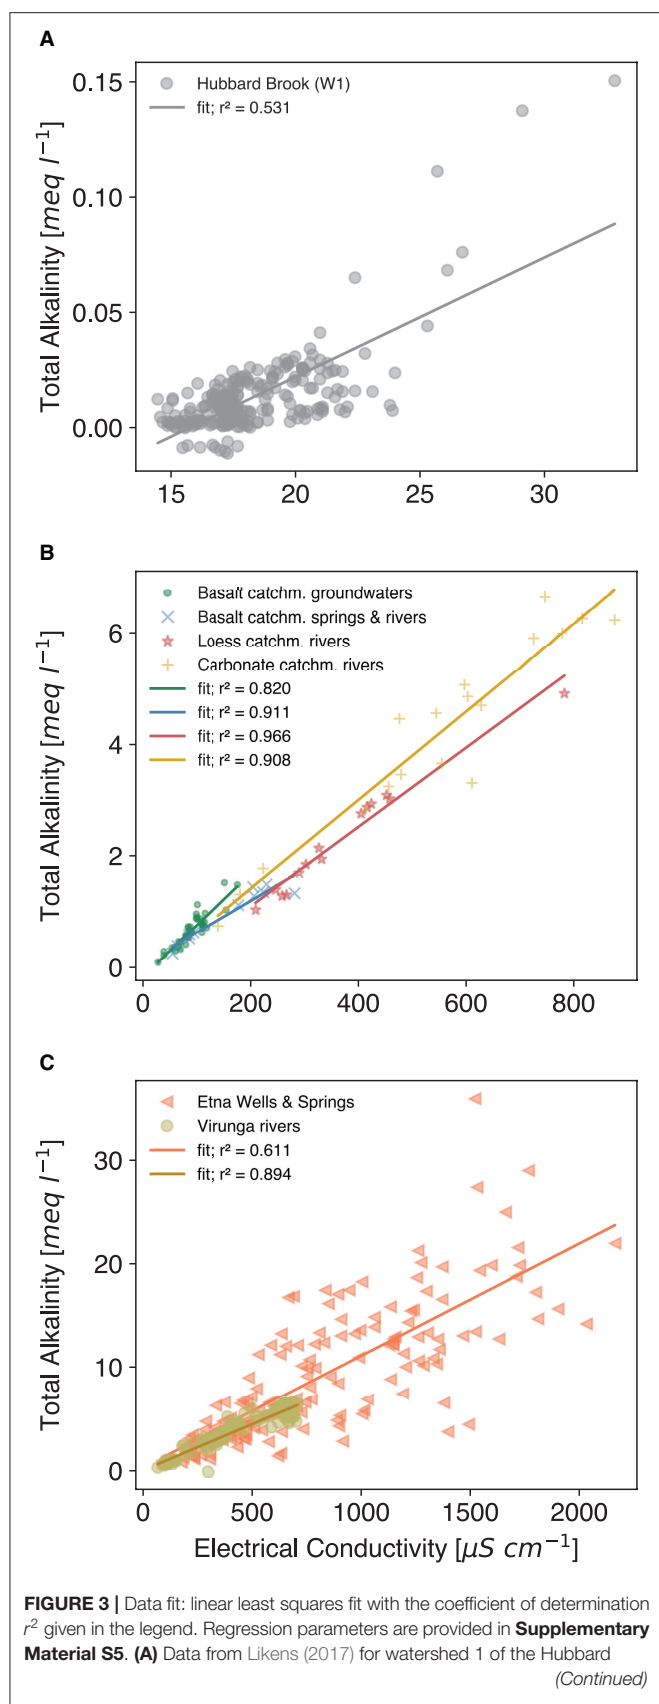 A
Hubbard Brook (W1)
fit; r² = 0.531
Total Alkalinity [meq l⁻¹]
0.15
0.10
0.05
0.00
15 20 25 30
B
Basalt catchm. groundwaters
Basalt catchm. springs & rivers
Loess catchm. rivers
Carbonate catchm. rivers
fit; r² = 0.820
fit; r² = 0.911
fit; r² = 0.966
fit; r² = 0.908
Total Alkalinity [meq l⁻¹]
6
4
2
0
0 200 400 600 800
C
Etna Wells & Springs
Virunga rivers
fit; r² = 0.611
fit; r² = 0.894
Total Alkalinity [meq l⁻¹]
30
20
10
0
0 500 1000 1500 2000
Electrical Conductivity [μS cm⁻¹]
FIGURE 3 | Data fit: linear least squares fit with the coefficient of determination
r² given in the legend. Regression parameters are provided in Supplementary
Material S5. (A) Data from Likens (2017) for watershed 1 of the Hubbard
(Continued)